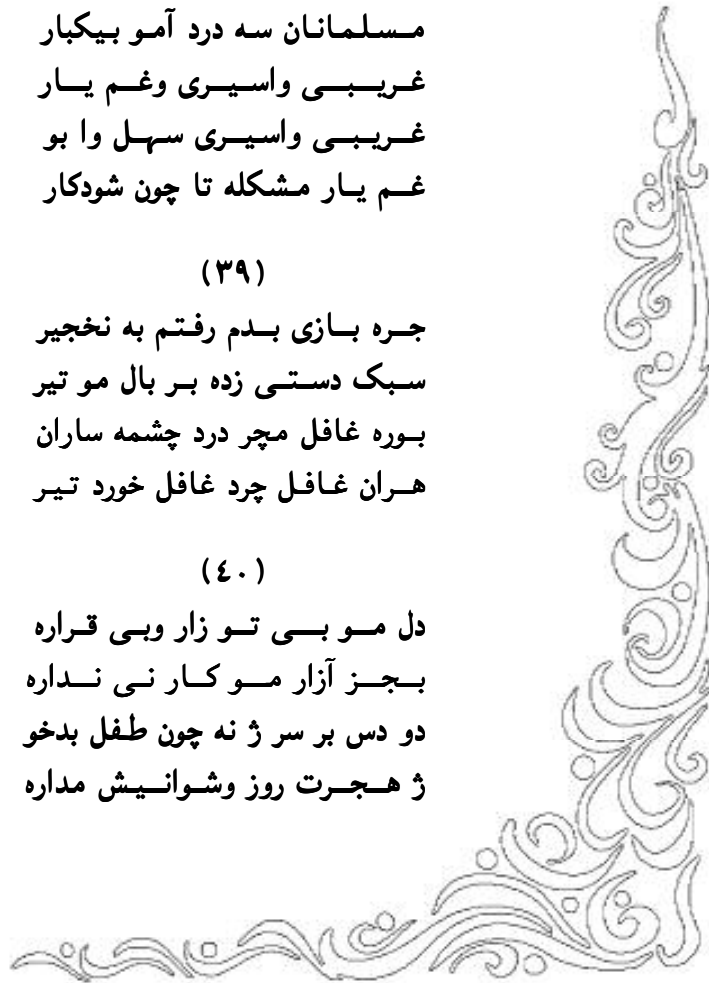 مسلمانان سه درد آمو بیکبار
غریبی واسیری وغم یار
غریبی واسیری سهل وا بو
غم یار مشکله تا چون شودکار
(۳۹)
جره بازی بدم رفتم به نخجیر
سبک دستی زده بر بال مو تیر
بوره غافل مچر درد چشمه ساران
هران غافل چرد غافل خورد تیر
(٤٠)
دل مو بی تو زار وبی قراره
بجز آزار مو کار نی نداره
دو دس بر سر ژ نه چون طفل بدخو
ژ هجرت روز وشوانیش مداره